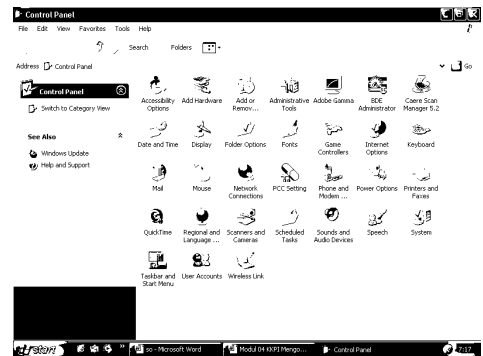 Control Panel
File Edit View Favorites Tools Help
Search Folders
Address Control Panel Go
Control Panel
Switch to Category View
See Also
Windows Update
Help and Support
Accessibility Options
Add Hardware
Add or Remov...
Administrative Tools
Adobe Gamma
BDE Administrator
Caere Scan Manager 5.2
Date and Time
Display
Folder Options
Fonts
Game Controllers
Internet Options
Keyboard
Mail
Mouse
Network Connections
PCC Setting
Phone and Modem ...
Power Options
Printers and Faxes
QuickTime
Regional and Language ...
Scanners and Cameras
Scheduled Tasks
Sounds and Audio Devices
Speech
System
Taskbar and Start Menu
User Accounts
Wireless Link
start
so - Microsoft Word
Modul 04 KKPI Mengo...
Control Panel
7:17